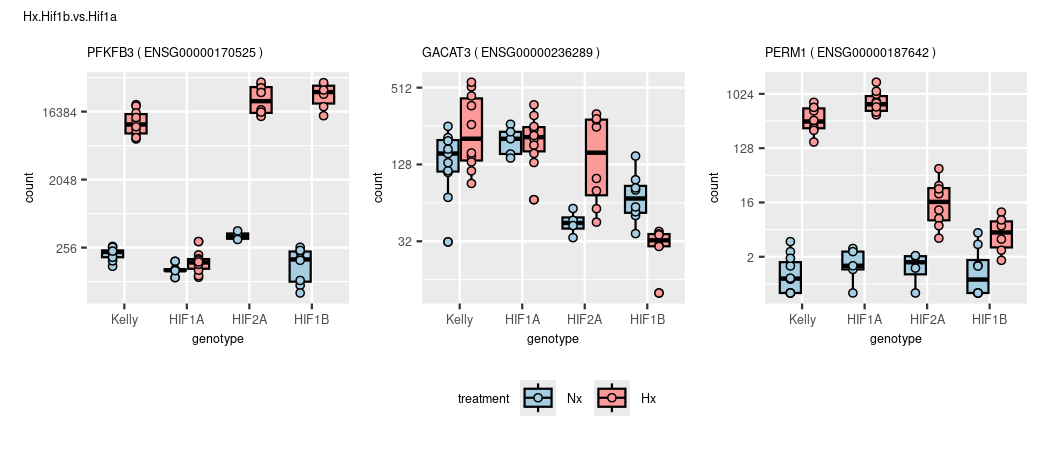 Hx.Hif1b.vs.Hif1a
PFKFB3 ( ENSG00000170525 )
16384
2048
256
count
Kelly HIF1A HIF2A HIF1B
genotype
GACAT3 ( ENSG00000236289 )
512
128
32
count
Kelly HIF1A HIF2A HIF1B
genotype
PERM1 ( ENSG00000187642 )
1024
128
16
2
count
Kelly HIF1A HIF2A HIF1B
genotype
treatment Nx Hx